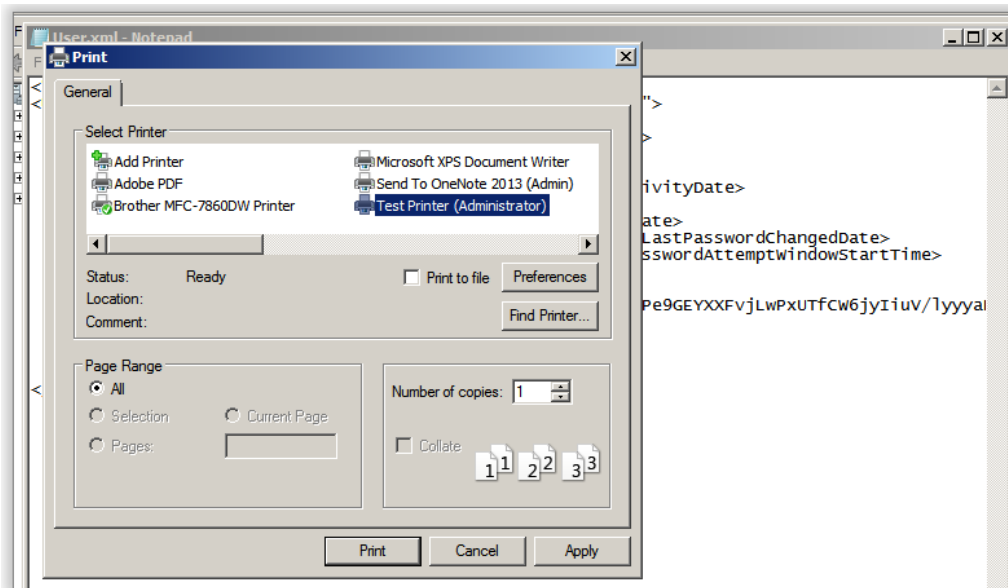 User.xml - Notepad
Print
General
">
>
ivityDate>
ate>
LastPasswordChangedDate>
sswordAttemptWindowStartTime>
Pe9GEYXXFvjLwPxUTfCW6jyIiuV/lyyya
<
<
<
Select Printer
Add Printer
Adobe PDF
Brother MFC-7860DW Printer
Microsoft XPS Document Writer
Send To OneNote 2013 (Admin)
Test Printer (Administrator)
Status: Ready
Print to file
Preferences
Location:
Comment:
Find Printer...
Page Range
All
Selection
Current Page
Pages:
Number of copies: 1
Collate
1 1 2 2 3 3
Print
Cancel
Apply